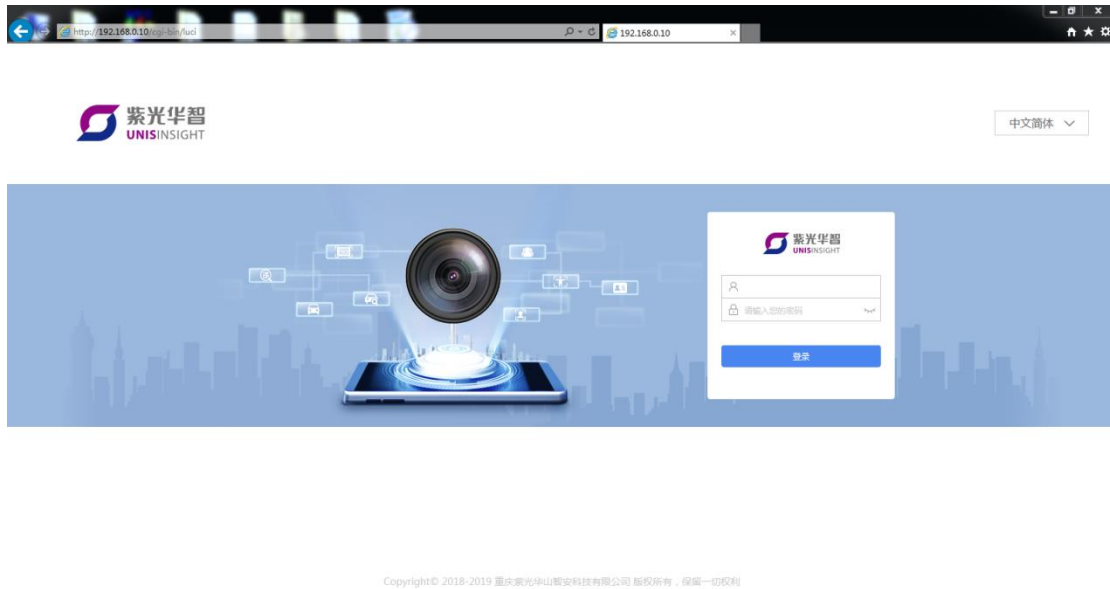 http://192.168.0.10/cgi-bin/luci
192.168.0.10
紫光华智
UNISINSIGHT
中文简体
紫光华智
UNISINSIGHT
请输入您的密码
登录
Copyright© 2018-2019 重庆紫光华山智安科技有限公司 版权所有，保留一切权利